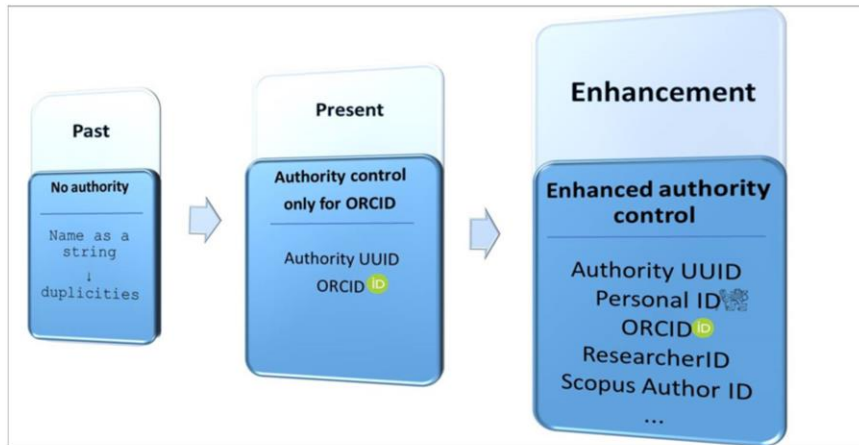 Past
No authority
Name as a
string
↓
duplicities
Present
Authority control
only for ORCID
Authority UUID
ORCID iD
Enhancement
Enhanced authority
control
Authority UUID
Personal ID
ORCID iD
ResearcherID
Scopus Author ID
...